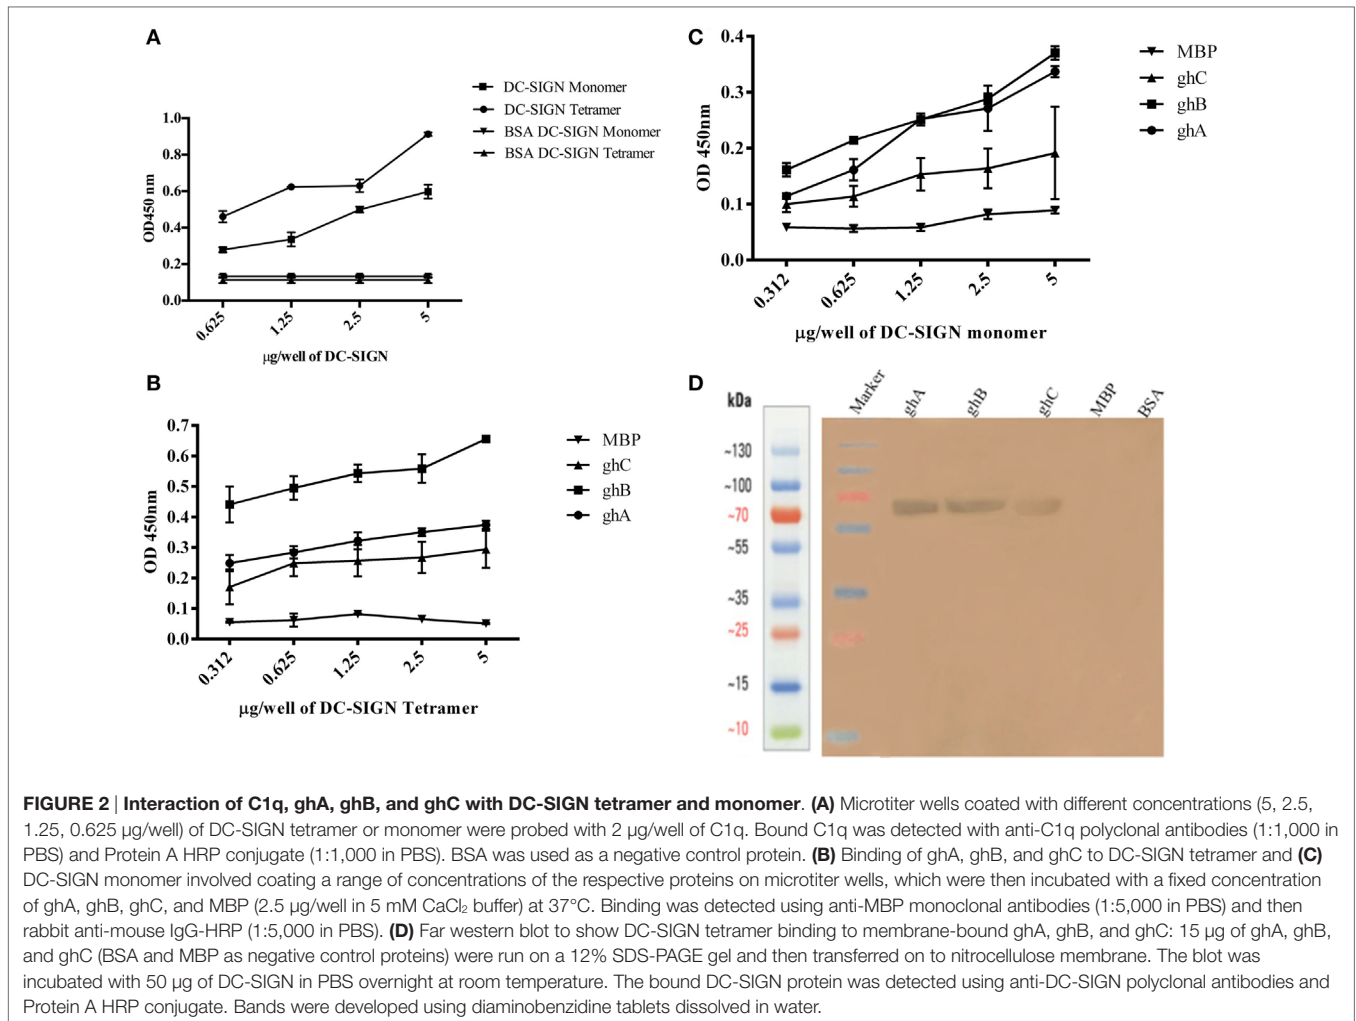 A
DC-SIGN Monomer
DC-SIGN Tetramer
BSA DC-SIGN Monomer
BSA DC-SIGN Tetramer
OD450 nm
1.0
0.8
0.6
0.4
0.2
0.0
0.625
1.25
2.5
5
µg/well of DC-SIGN
C
MBP
ghC
ghB
ghA
OD 450nm
0.4
0.3
0.2
0.1
0.0
0.312
0.625
1.25
2.5
5
µg/well of DC-SIGN monomer
B
MBP
ghC
ghB
ghA
OD 450nm
0.7
0.6
0.5
0.4
0.3
0.2
0.1
0.0
0.312
0.625
1.25
2.5
5
µg/well of DC-SIGN Tetramer
D
kDa
~130
~100
~70
~55
~35
~25
~15
~10
Marker
ghA
ghB
ghC
MBP
BSA
FIGURE 2 | Interaction of C1q, ghA, ghB, and ghC with DC-SIGN tetramer and monomer. (A) Microtiter wells coated with different concentrations (5, 2.5,
1.25, 0.625 µg/well) of DC-SIGN tetramer or monomer were probed with 2 µg/well of C1q. Bound C1q was detected with anti-C1q polyclonal antibodies (1:1,000 in
PBS) and Protein A HRP conjugate (1:1,000 in PBS). BSA was used as a negative control protein. (B) Binding of ghA, ghB, and ghC to DC-SIGN tetramer and (C)
DC-SIGN monomer involved coating a range of concentrations of the respective proteins on microtiter wells, which were then incubated with a fixed concentration
of ghA, ghB, ghC, and MBP (2.5 µg/well in 5 mM CaCl₂ buffer) at 37°C. Binding was detected using anti-MBP monoclonal antibodies (1:5,000 in PBS) and then
rabbit anti-mouse IgG-HRP (1:5,000 in PBS). (D) Far western blot to show DC-SIGN tetramer binding to membrane-bound ghA, ghB, and ghC: 15 µg of ghA, ghB,
and ghC (BSA and MBP as negative control proteins) were run on a 12% SDS-PAGE gel and then transferred on to nitrocellulose membrane. The blot was
incubated with 50 µg of DC-SIGN in PBS overnight at room temperature. The bound DC-SIGN protein was detected using anti-DC-SIGN polyclonal antibodies and
Protein A HRP conjugate. Bands were developed using diaminobenzidine tablets dissolved in water.